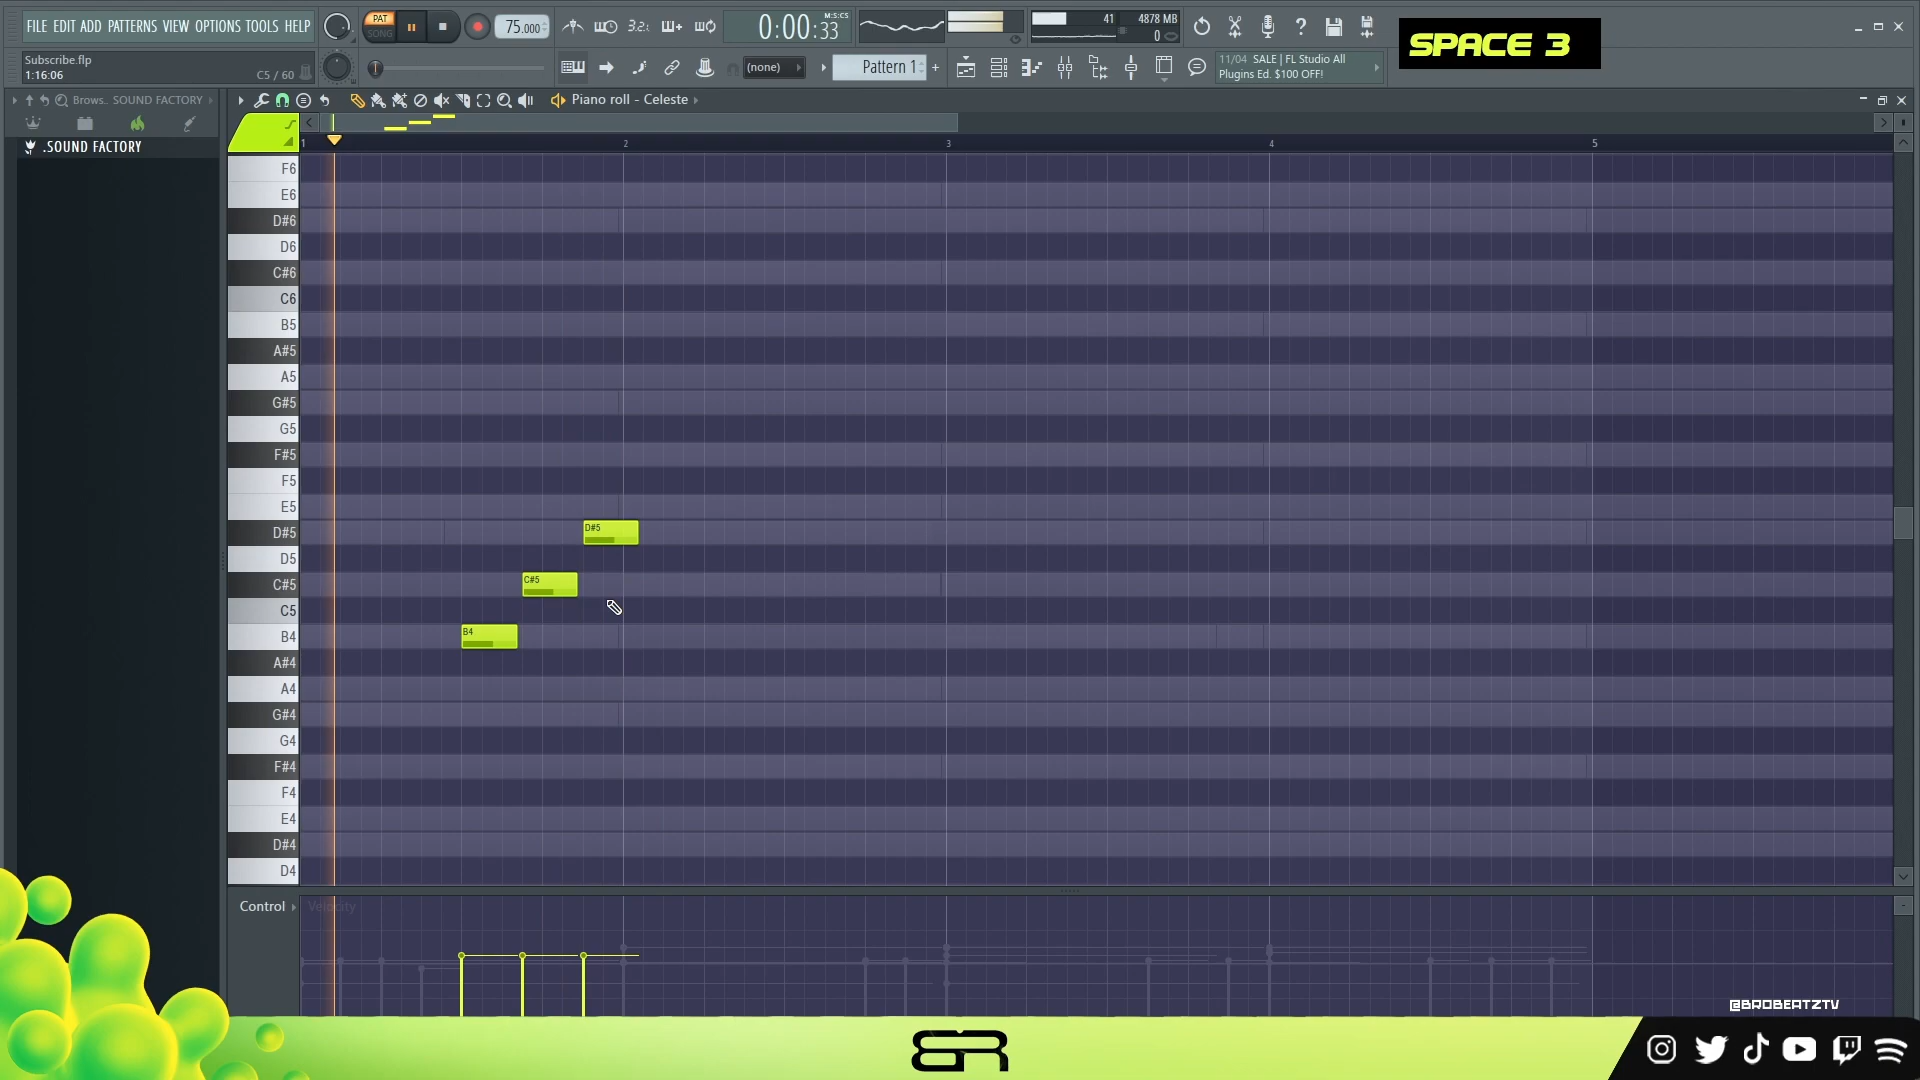 FILE EDIT ADD PATTERNS VIEW OPTIONS TOOLS HELP
PAT
SONG
75.000
3.2.
M:S:CS
0:00:33
41
4878 MB
0
?
SPACE 3
Subscribe.flp
1:16:06
C5 / 60
(none)
Pattern 1
+
11/04 SALE | FL Studio All
Plugins Ed. $100 OFF!
Brows.. SOUND FACTORY
Piano roll - Celeste
.SOUND FACTORY
1
2
3
4
5
F6
E6
D#6
D6
C#6
C6
B5
A#5
A5
G#5
G5
F#5
F5
E5
D#5
D#5
D5
C#5
C#5
C5
B4
B4
A#4
A4
G#4
G4
F#4
F4
E4
D#4
D4
Control
Velocity
@BROBEATZTV
BR